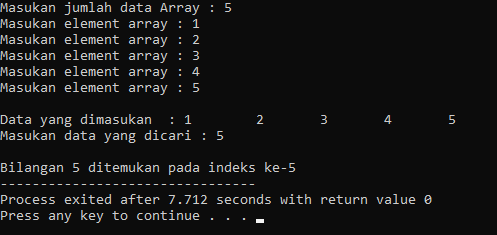 Masukan jumlah data Array : 5
Masukan element array : 1
Masukan element array : 2
Masukan element array : 3
Masukan element array : 4
Masukan element array : 5
Data yang dimasukan  : 1        2       3       4       5
Masukan data yang dicari : 5
Bilangan 5 ditemukan pada indeks ke-5
--------------------------------
Process exited after 7.712 seconds with return value 0
Press any key to continue . . .